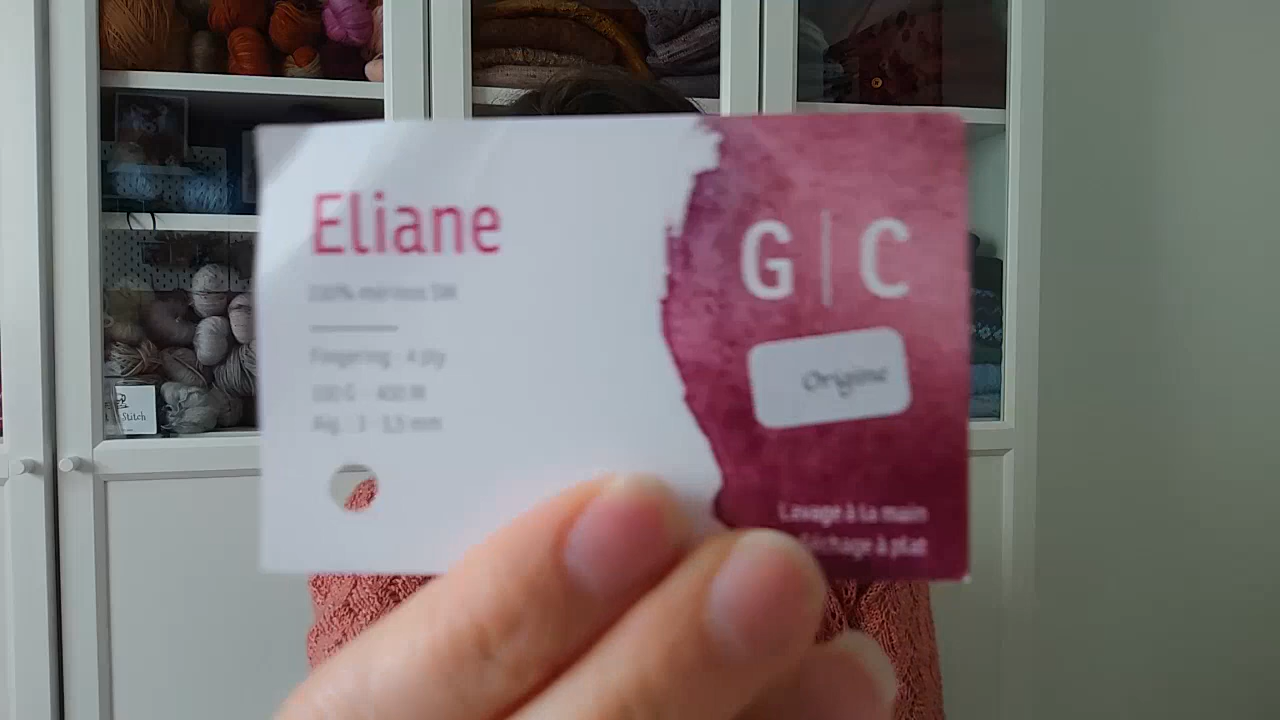 Eliane
100% mérinos SW
Fingering - 4 ply
100 G - 400 M
Aig : 3 - 3,5 mm
G | C
Origine
Lavage à la main
Séchage à plat
Stitch